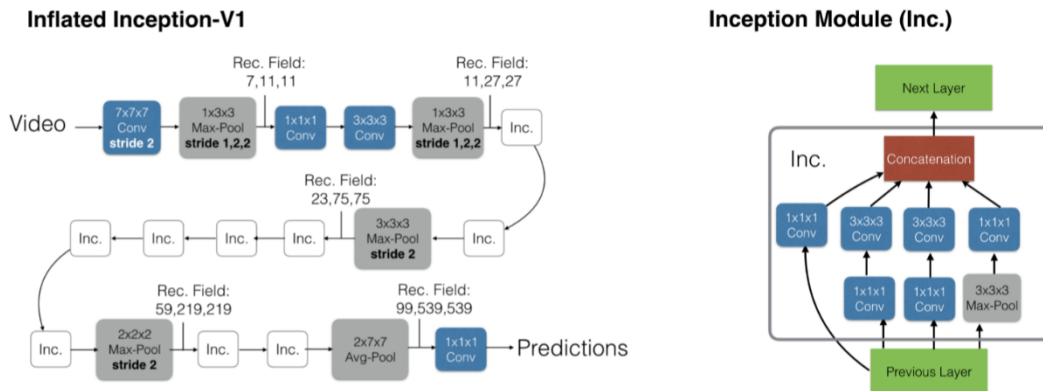 Inflated Inception-V1
Rec. Field:
7,11,11
Rec. Field:
11,27,27
Video
7x7x7
Conv
stride 2
1x3x3
Max-Pool
stride 1,2,2
1x1x1
Conv
3x3x3
Conv
1x3x3
Max-Pool
stride 1,2,2
Inc.
Rec. Field:
23,75,75
Inc.
Inc.
Inc.
Inc.
3x3x3
Max-Pool
stride 2
Inc.
Rec. Field:
59,219,219
Rec. Field:
99,539,539
Inc.
2x2x2
Max-Pool
stride 2
Inc.
Inc.
2x7x7
Avg-Pool
1x1x1
Conv
Predictions
Inception Module (Inc.)
Next Layer
Inc.
Concatenation
1x1x1
Conv
3x3x3
Conv
3x3x3
Conv
1x1x1
Conv
1x1x1
Conv
1x1x1
Conv
3x3x3
Max-Pool
Previous Layer